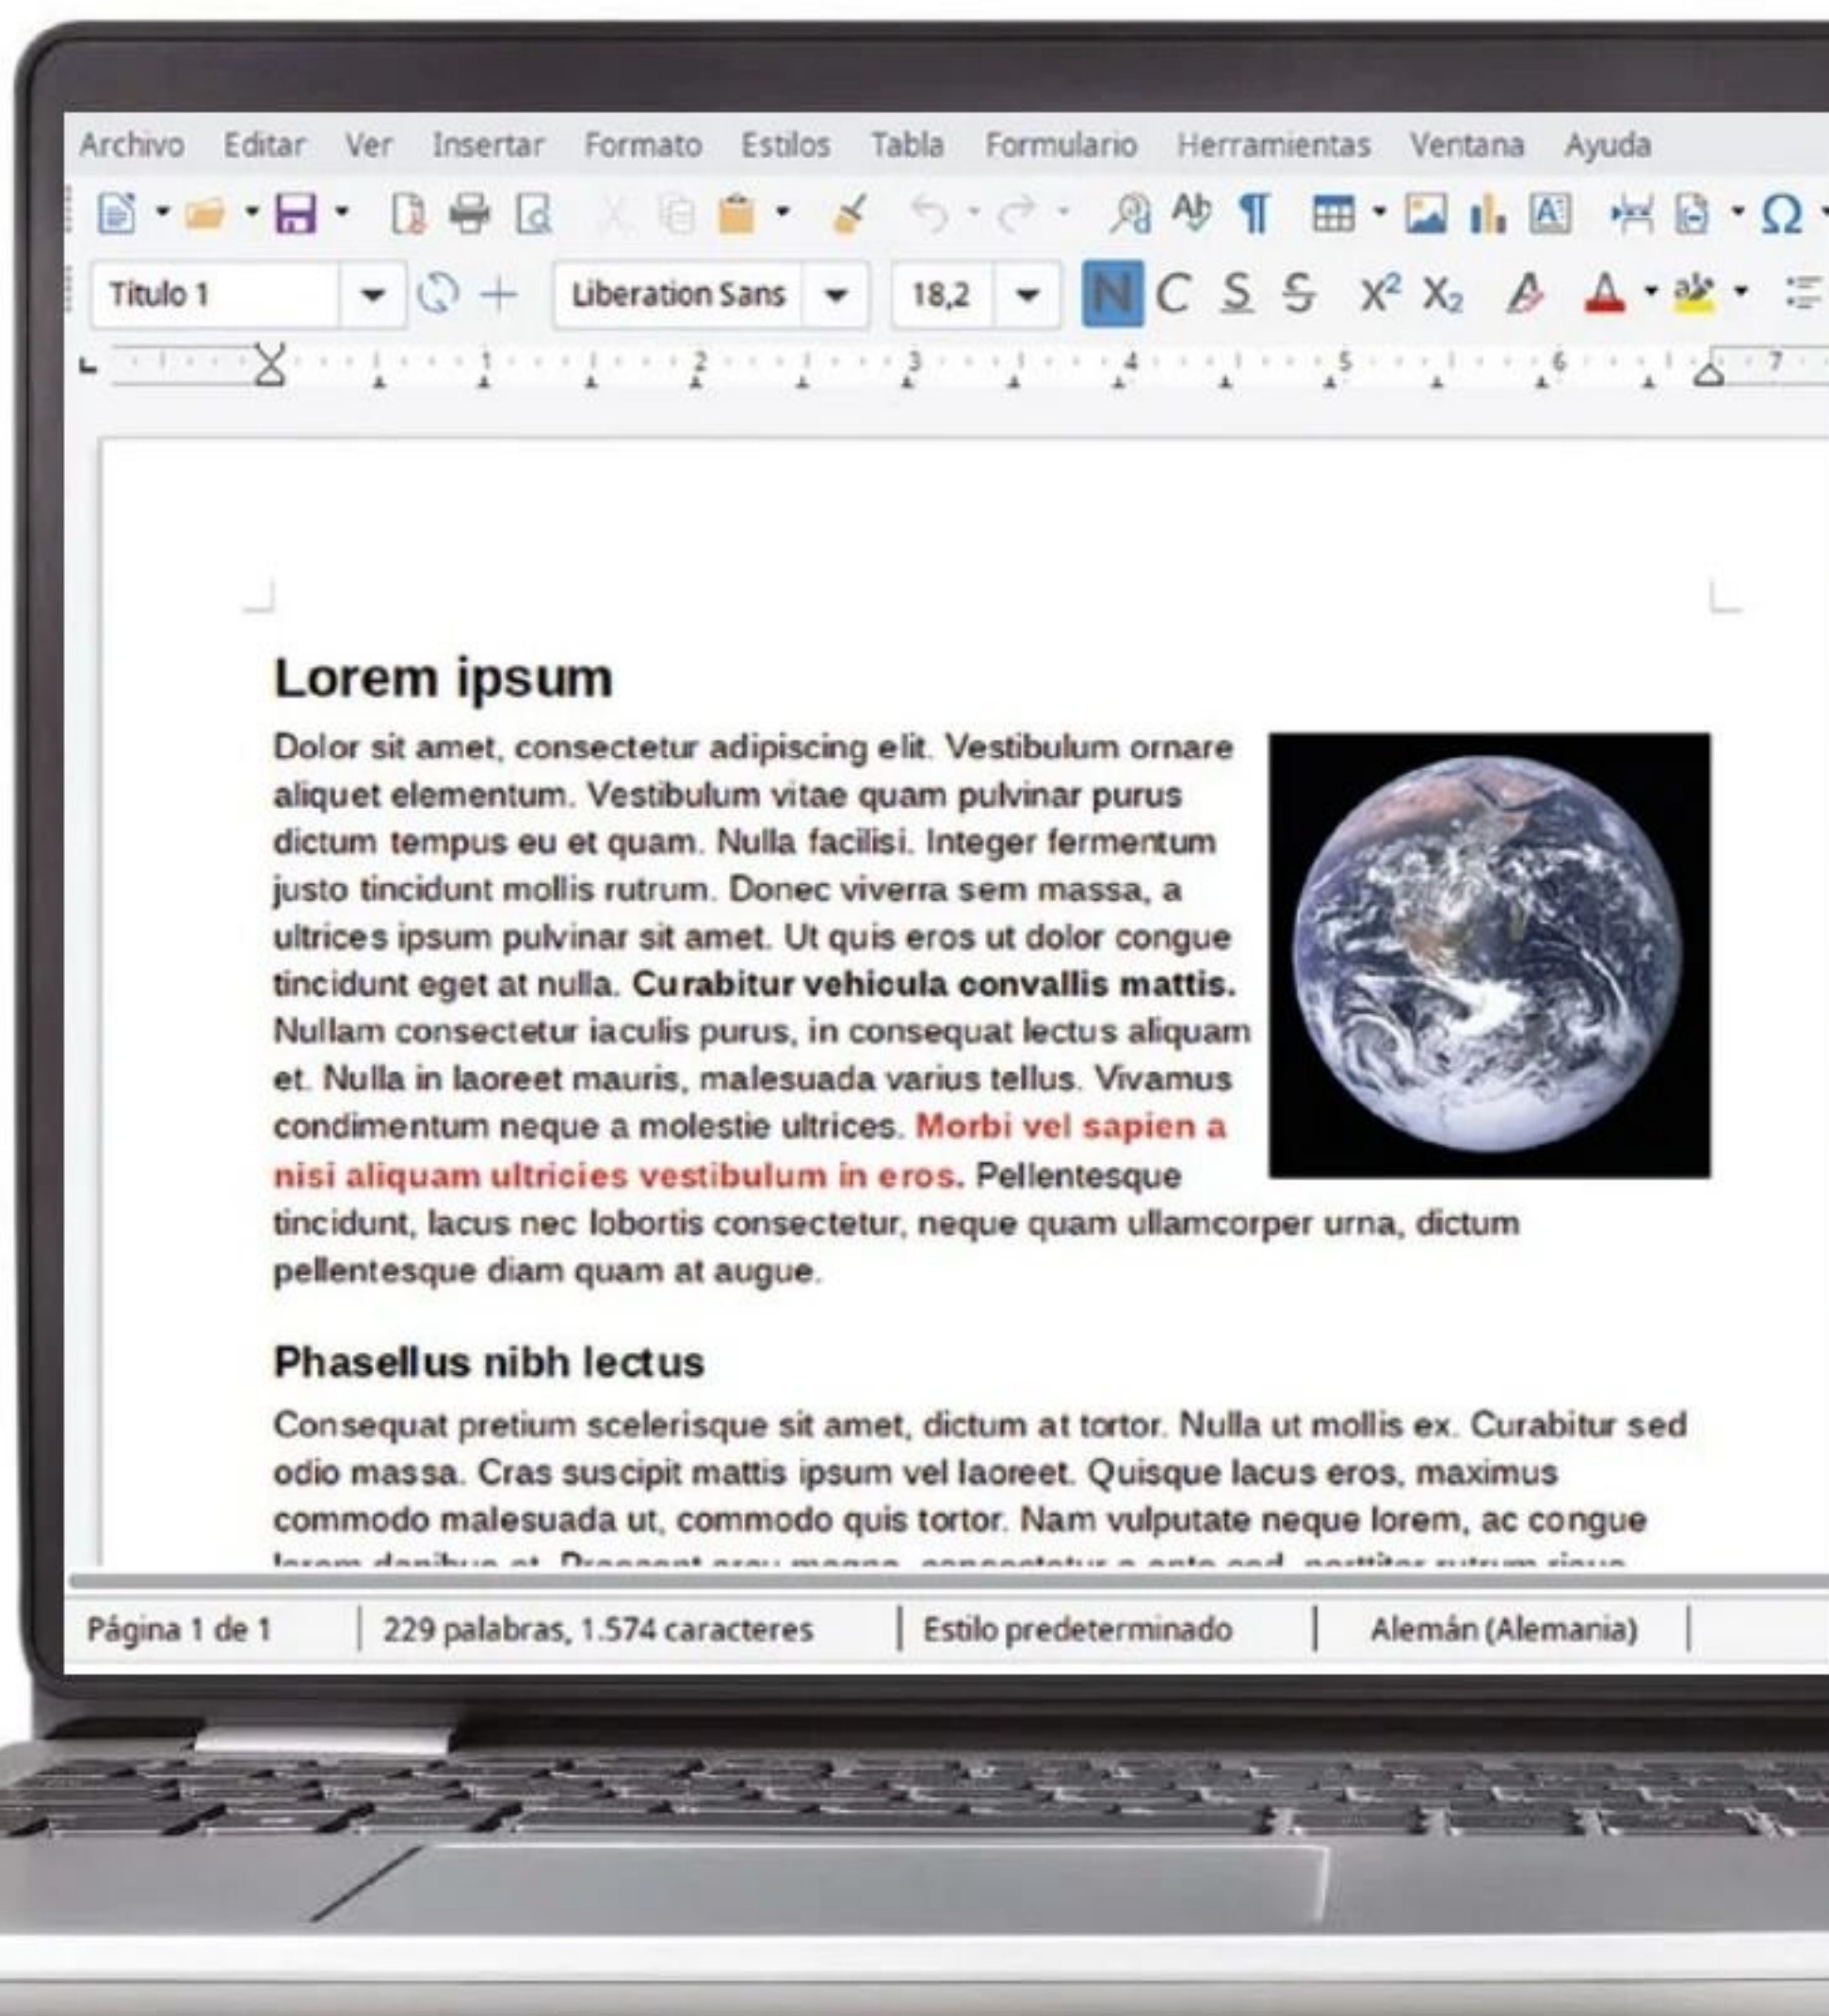 Archivo Editar Ver Insertar Formato Estilos Tabla Formulario Herramientas Ventana Ayuda
Título 1 Liberation Sans 18,2 N C S S X² X₂ A A ab
1 2 3 4 5 6 7
Lorem ipsum
Dolor sit amet, consectetur adipiscing elit. Vestibulum ornare
aliquet elementum. Vestibulum vitae quam pulvinar purus
dictum tempus eu et quam. Nulla facilisi. Integer fermentum
justo tincidunt mollis rutrum. Donec viverra sem massa, a
ultrices ipsum pulvinar sit amet. Ut quis eros ut dolor congue
tincidunt eget at nulla. Curabitur vehicula convallis mattis.
Nullam consectetur iaculis purus, in consequat lectus aliquam
et. Nulla in laoreet mauris, malesuada varius tellus. Vivamus
condimentum neque a molestie ultrices. Morbi vel sapien a
nisi aliquam ultricies vestibulum in eros. Pellentesque
tincidunt, lacus nec lobortis consectetur, neque quam ullamcorper urna, dictum
pellentesque diam quam at augue.
Phasellus nibh lectus
Consequat pretium scelerisque sit amet, dictum at tortor. Nulla ut mollis ex. Curabitur sed
odio massa. Cras suscipit mattis ipsum vel laoreet. Quisque lacus eros, maximus
commodo malesuada ut, commodo quis tortor. Nam vulputate neque lorem, ac congue
Página 1 de 1 229 palabras, 1.574 caracteres Estilo predeterminado Alemán (Alemania)